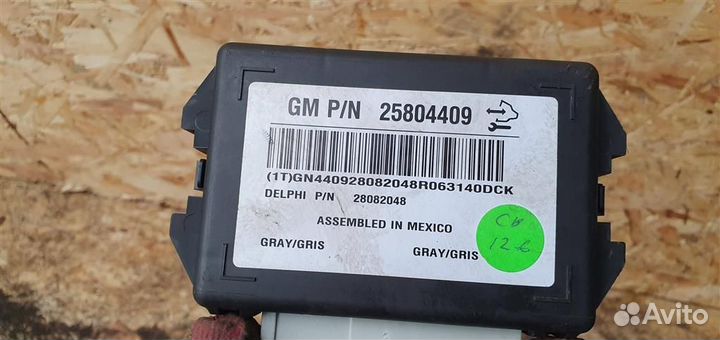 GM P/N 25804409
(1T)GN440928082048R063140DCK
DELPHI P/N 28082048
ASSEMBLED IN MEXICO
GRAY/GRIS GRAY/GRIS
Avito